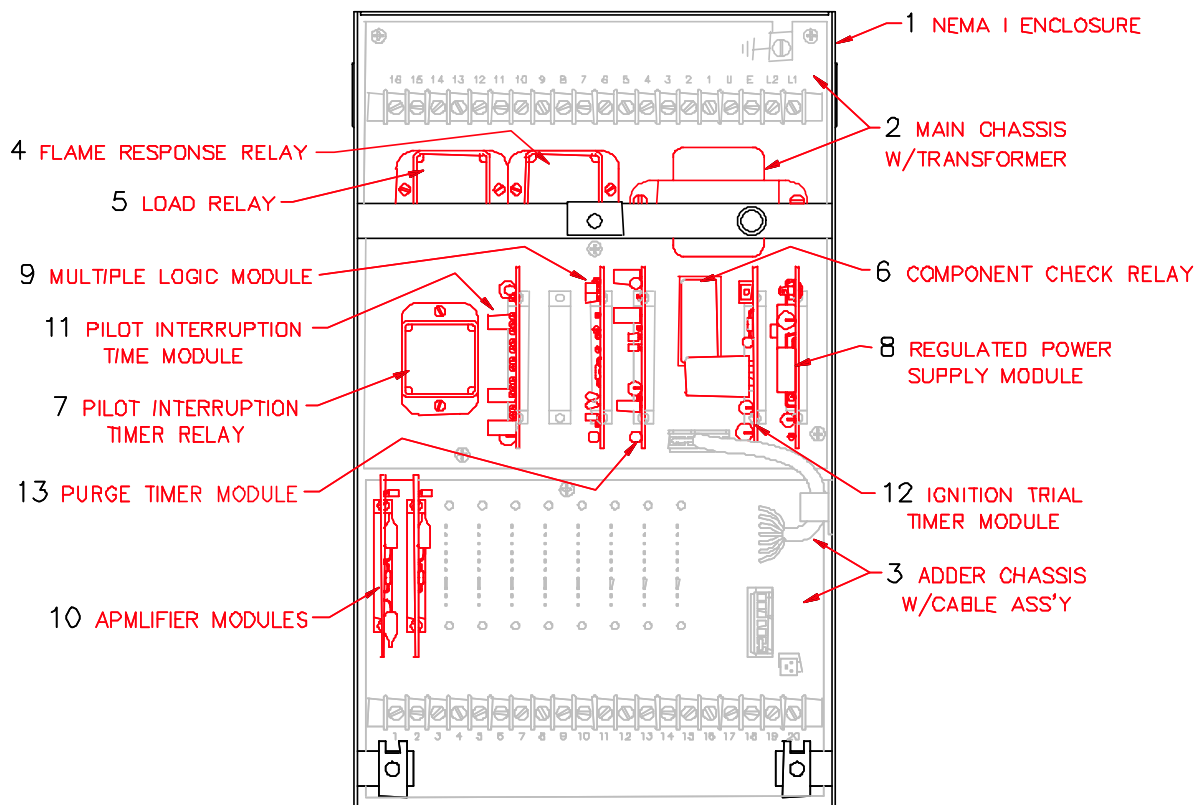 1 NEMA 1 ENCLOSURE
16 15 14 13 12 11 10 9 8 7 6 5 4 3 2 1 U E L2 L1
2 MAIN CHASSIS
W/TRANSFORMER
4 FLAME RESPONSE RELAY
5 LOAD RELAY
9 MULTIPLE LOGIC MODULE
6 COMPONENT CHECK RELAY
11 PILOT INTERRUPTION
TIME MODULE
8 REGULATED POWER
SUPPLY MODULE
7 PILOT INTERRUPTION
TIMER RELAY
13 PURGE TIMER MODULE
12 IGNITION TRIAL
TIMER MODULE
3 ADDER CHASSIS
W/CABLE ASS'Y
10 APMLIFIER MODULES
1 2 3 4 5 6 7 8 9 10 11 12 13 14 15 16 17 18 19 20